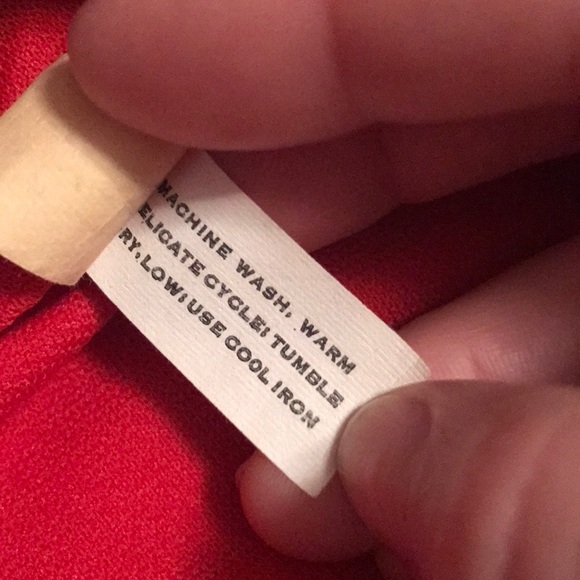 MACHINE WASH, WARM
ELICATE CYCLE; TUMBLE
RY, LOW; USE COOL IRON